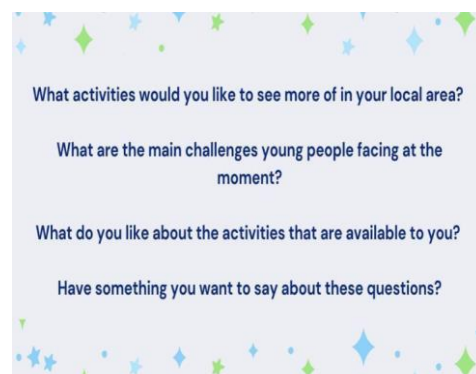 What activities would you like to see more of in your local area?
What are the main challenges young people facing at the
moment?
What do you like about the activities that are available to you?
Have something you want to say about these questions?